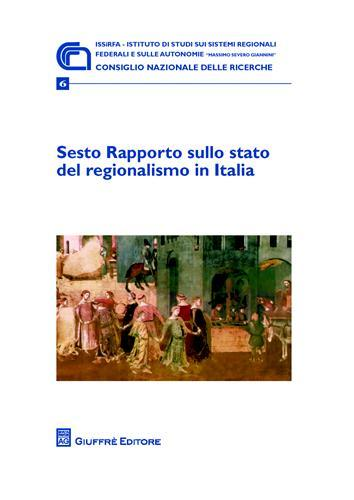 ISSiRFA - ISTITUTO DI STUDI SUI SISTEMI REGIONALI
FEDERALI E SULLE AUTONOMIE "MASSIMO SEVERO GIANNINI"
CONSIGLIO NAZIONALE DELLE RICERCHE
6
Sesto Rapporto sullo stato
del regionalismo in Italia
AG
GIUFFRÈ EDITORE